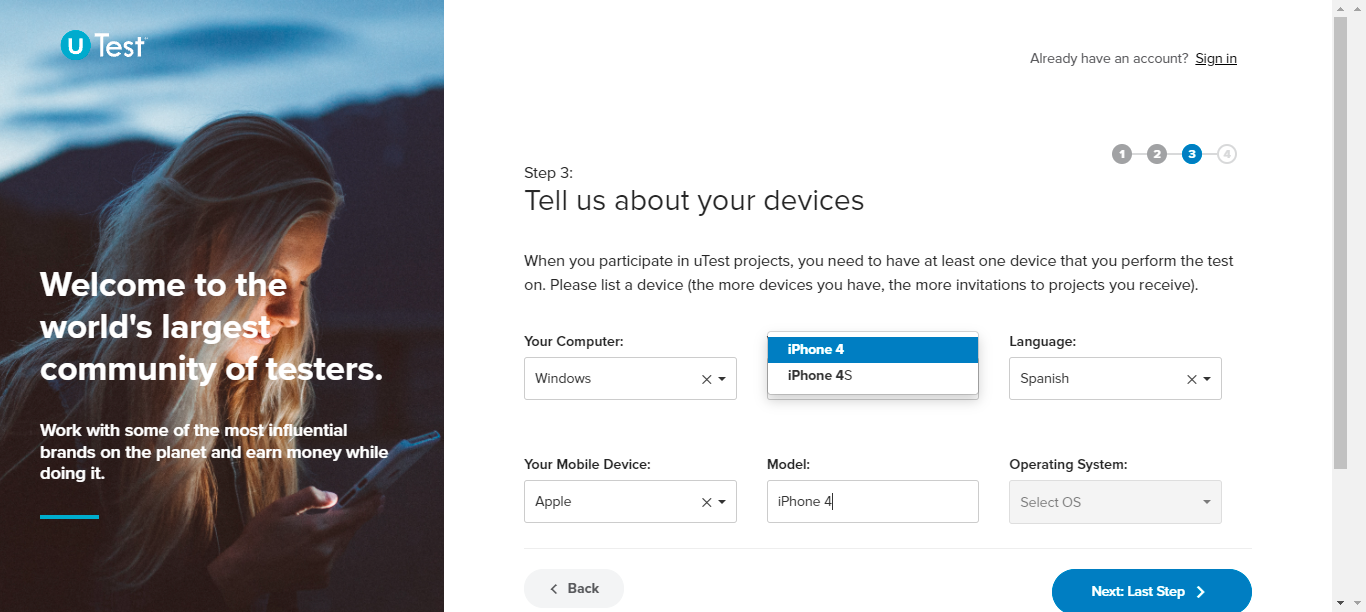 uTest
Welcome to the
world's largest
community of testers.
Work with some of the most influential
brands on the planet and earn money while
doing it.
Already have an account? Sign in
1 2 3 4
Step 3:
Tell us about your devices
When you participate in uTest projects, you need to have at least one device that you perform the test
on. Please list a device (the more devices you have, the more invitations to projects you receive).
Your Computer:
Windows
iPhone 4
iPhone 4S
Language:
Spanish
Your Mobile Device:
Apple
Model:
iPhone 4
Operating System:
Select OS
Back
Next: Last Step